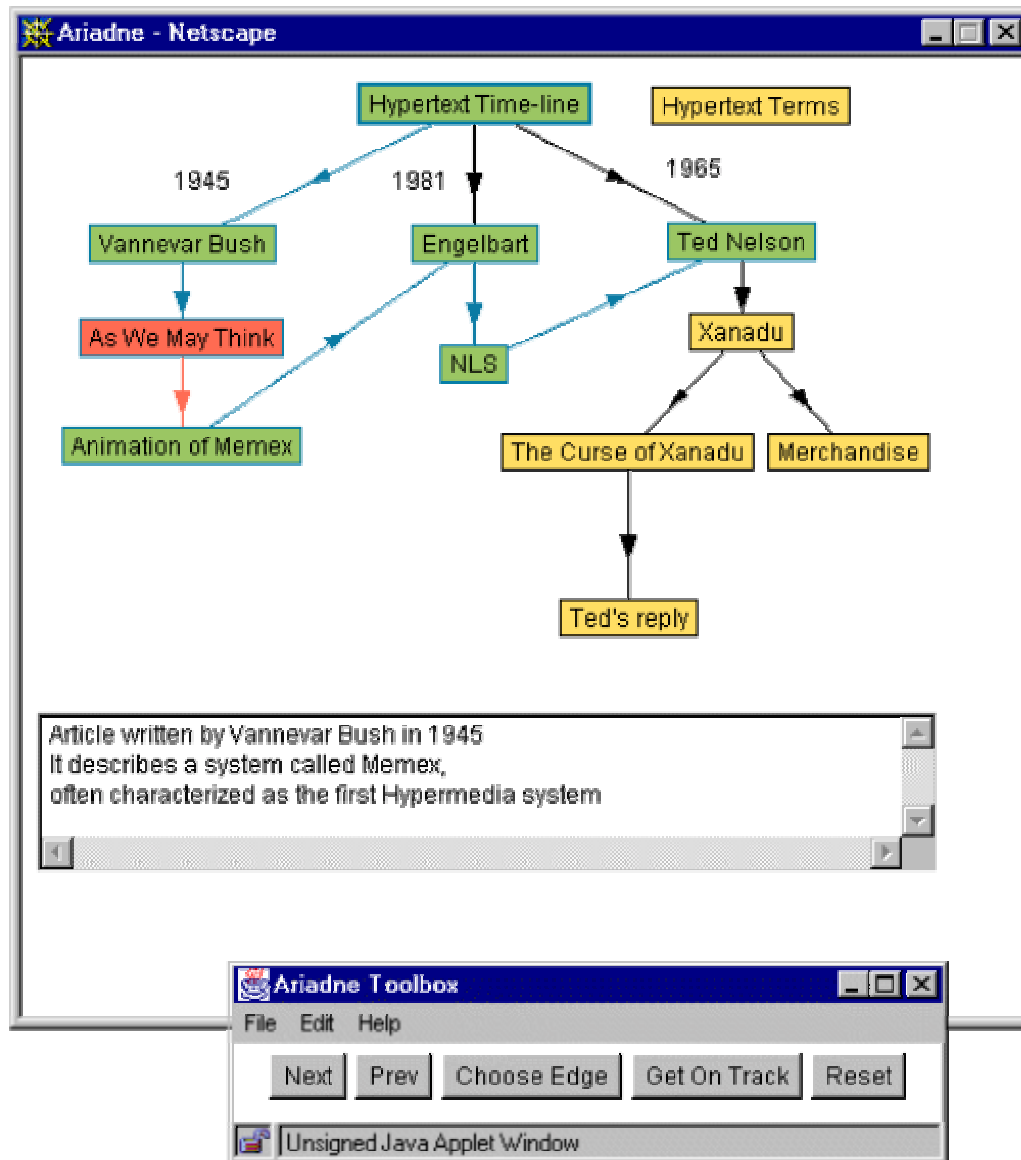 Ariadne - Netscape
Hypertext Time-line
Hypertext Terms
1945
1981
1965
Vannevar Bush
Engelbart
Ted Nelson
As We May Think
Xanadu
NLS
Animation of Memex
The Curse of Xanadu
Merchandise
Ted's reply
Article written by Vannevar Bush in 1945
It describes a system called Memex,
often characterized as the first Hypermedia system
Ariadne Toolbox
File Edit Help
Next Prev Choose Edge Get On Track Reset
Unsigned Java Applet Window